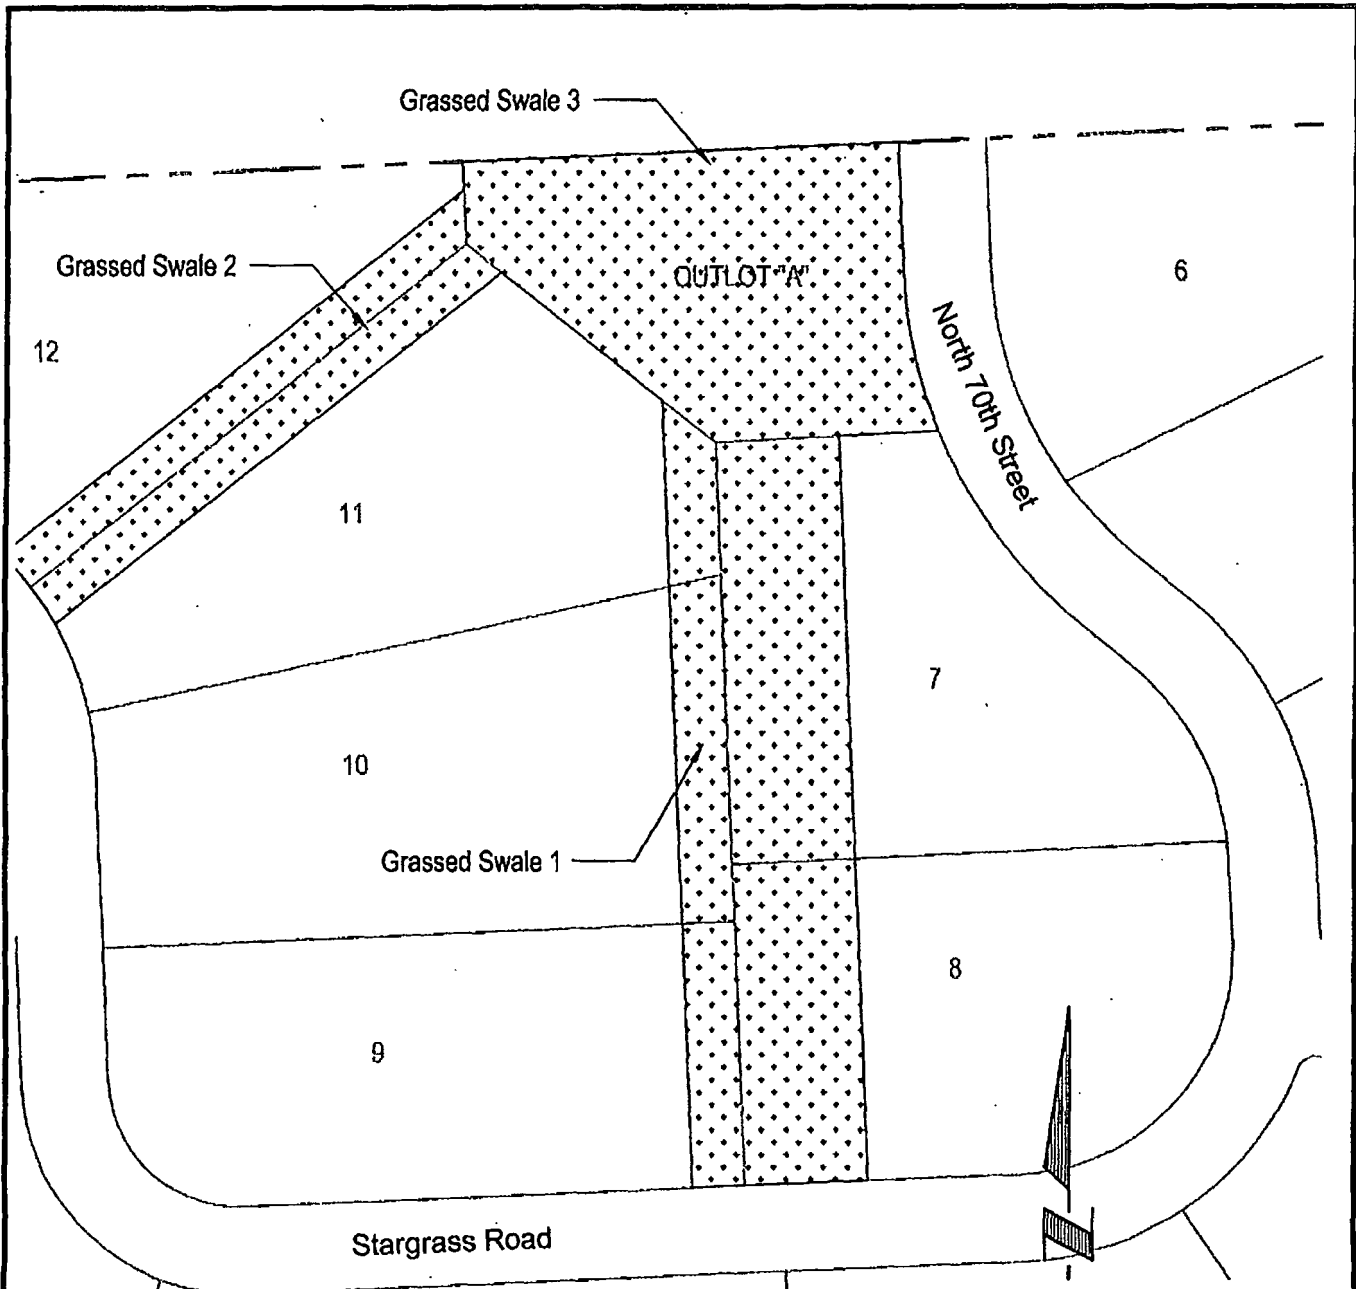 Grassed Swale 3
Grassed Swale 2
OUTLOT "A"
6
12
North 70th Street
11
7
10
Grassed Swale 1
8
9
Stargrass Road